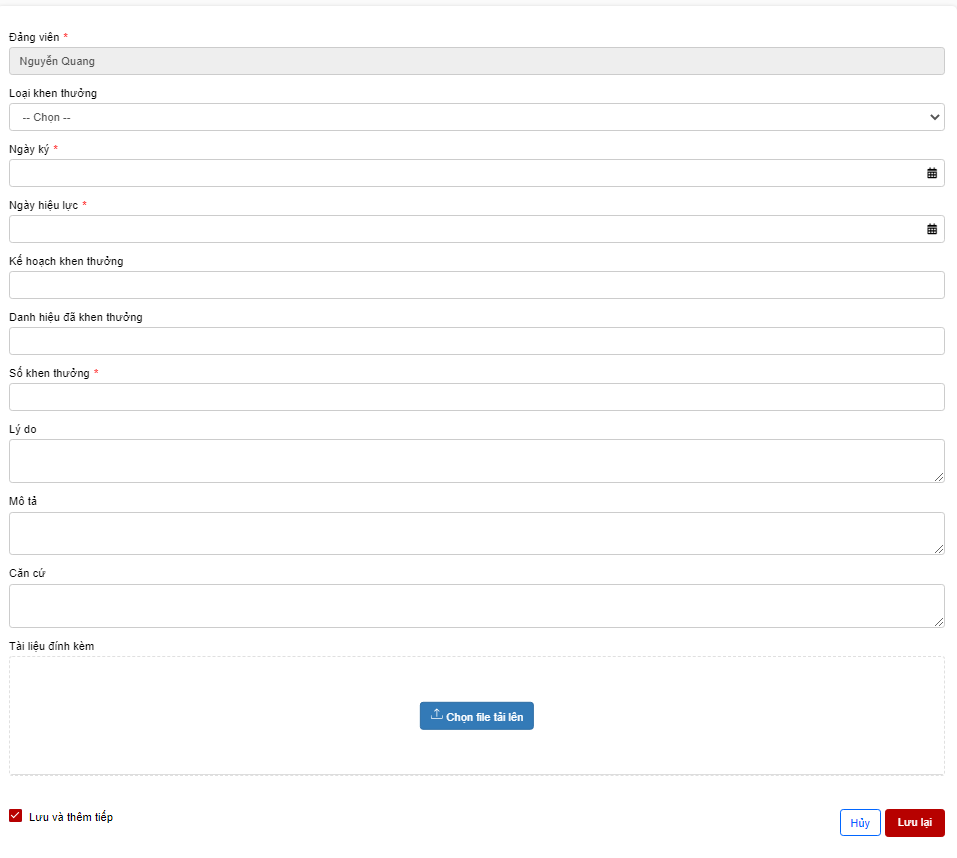 Đảng viên *
Nguyễn Quang
Loại khen thưởng
-- Chọn --
Ngày ký *
Ngày hiệu lực *
Kế hoạch khen thưởng
Danh hiệu đã khen thưởng
Số khen thưởng *
Lý do
Mô tả
Căn cứ
Tài liệu đính kèm
Chọn file tải lên
Lưu và thêm tiếp
Hủy
Lưu lại